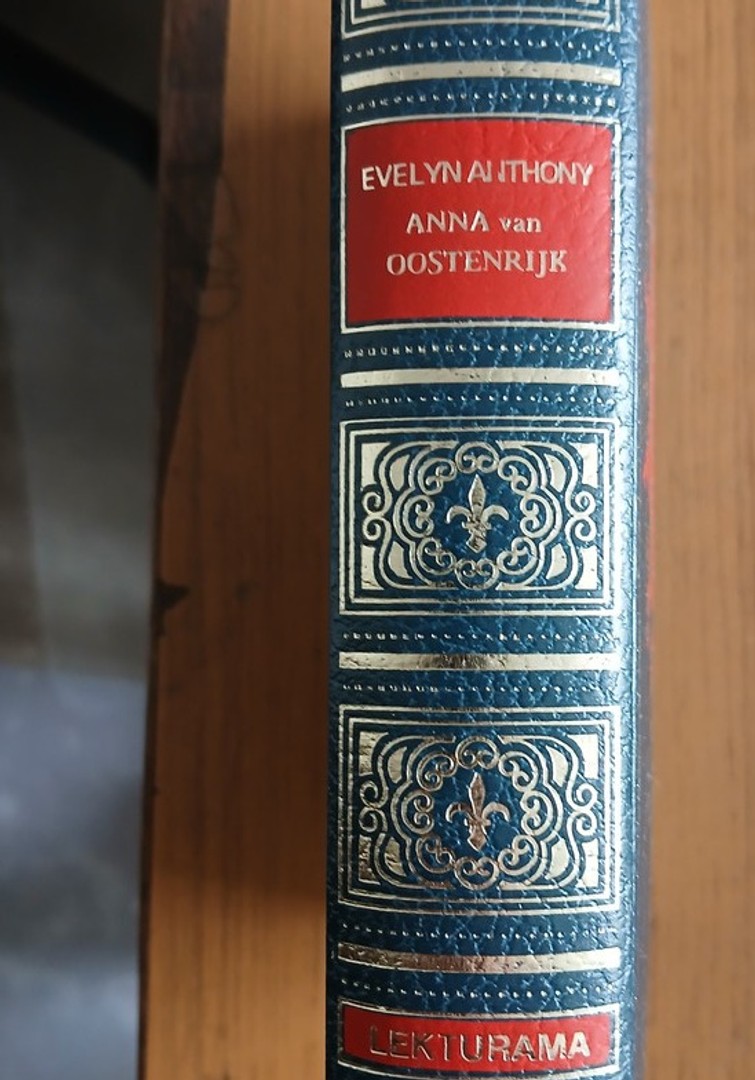 EVELYN ANTHONY
ANNA van
OOSTENRIJK
LEKTURAMA